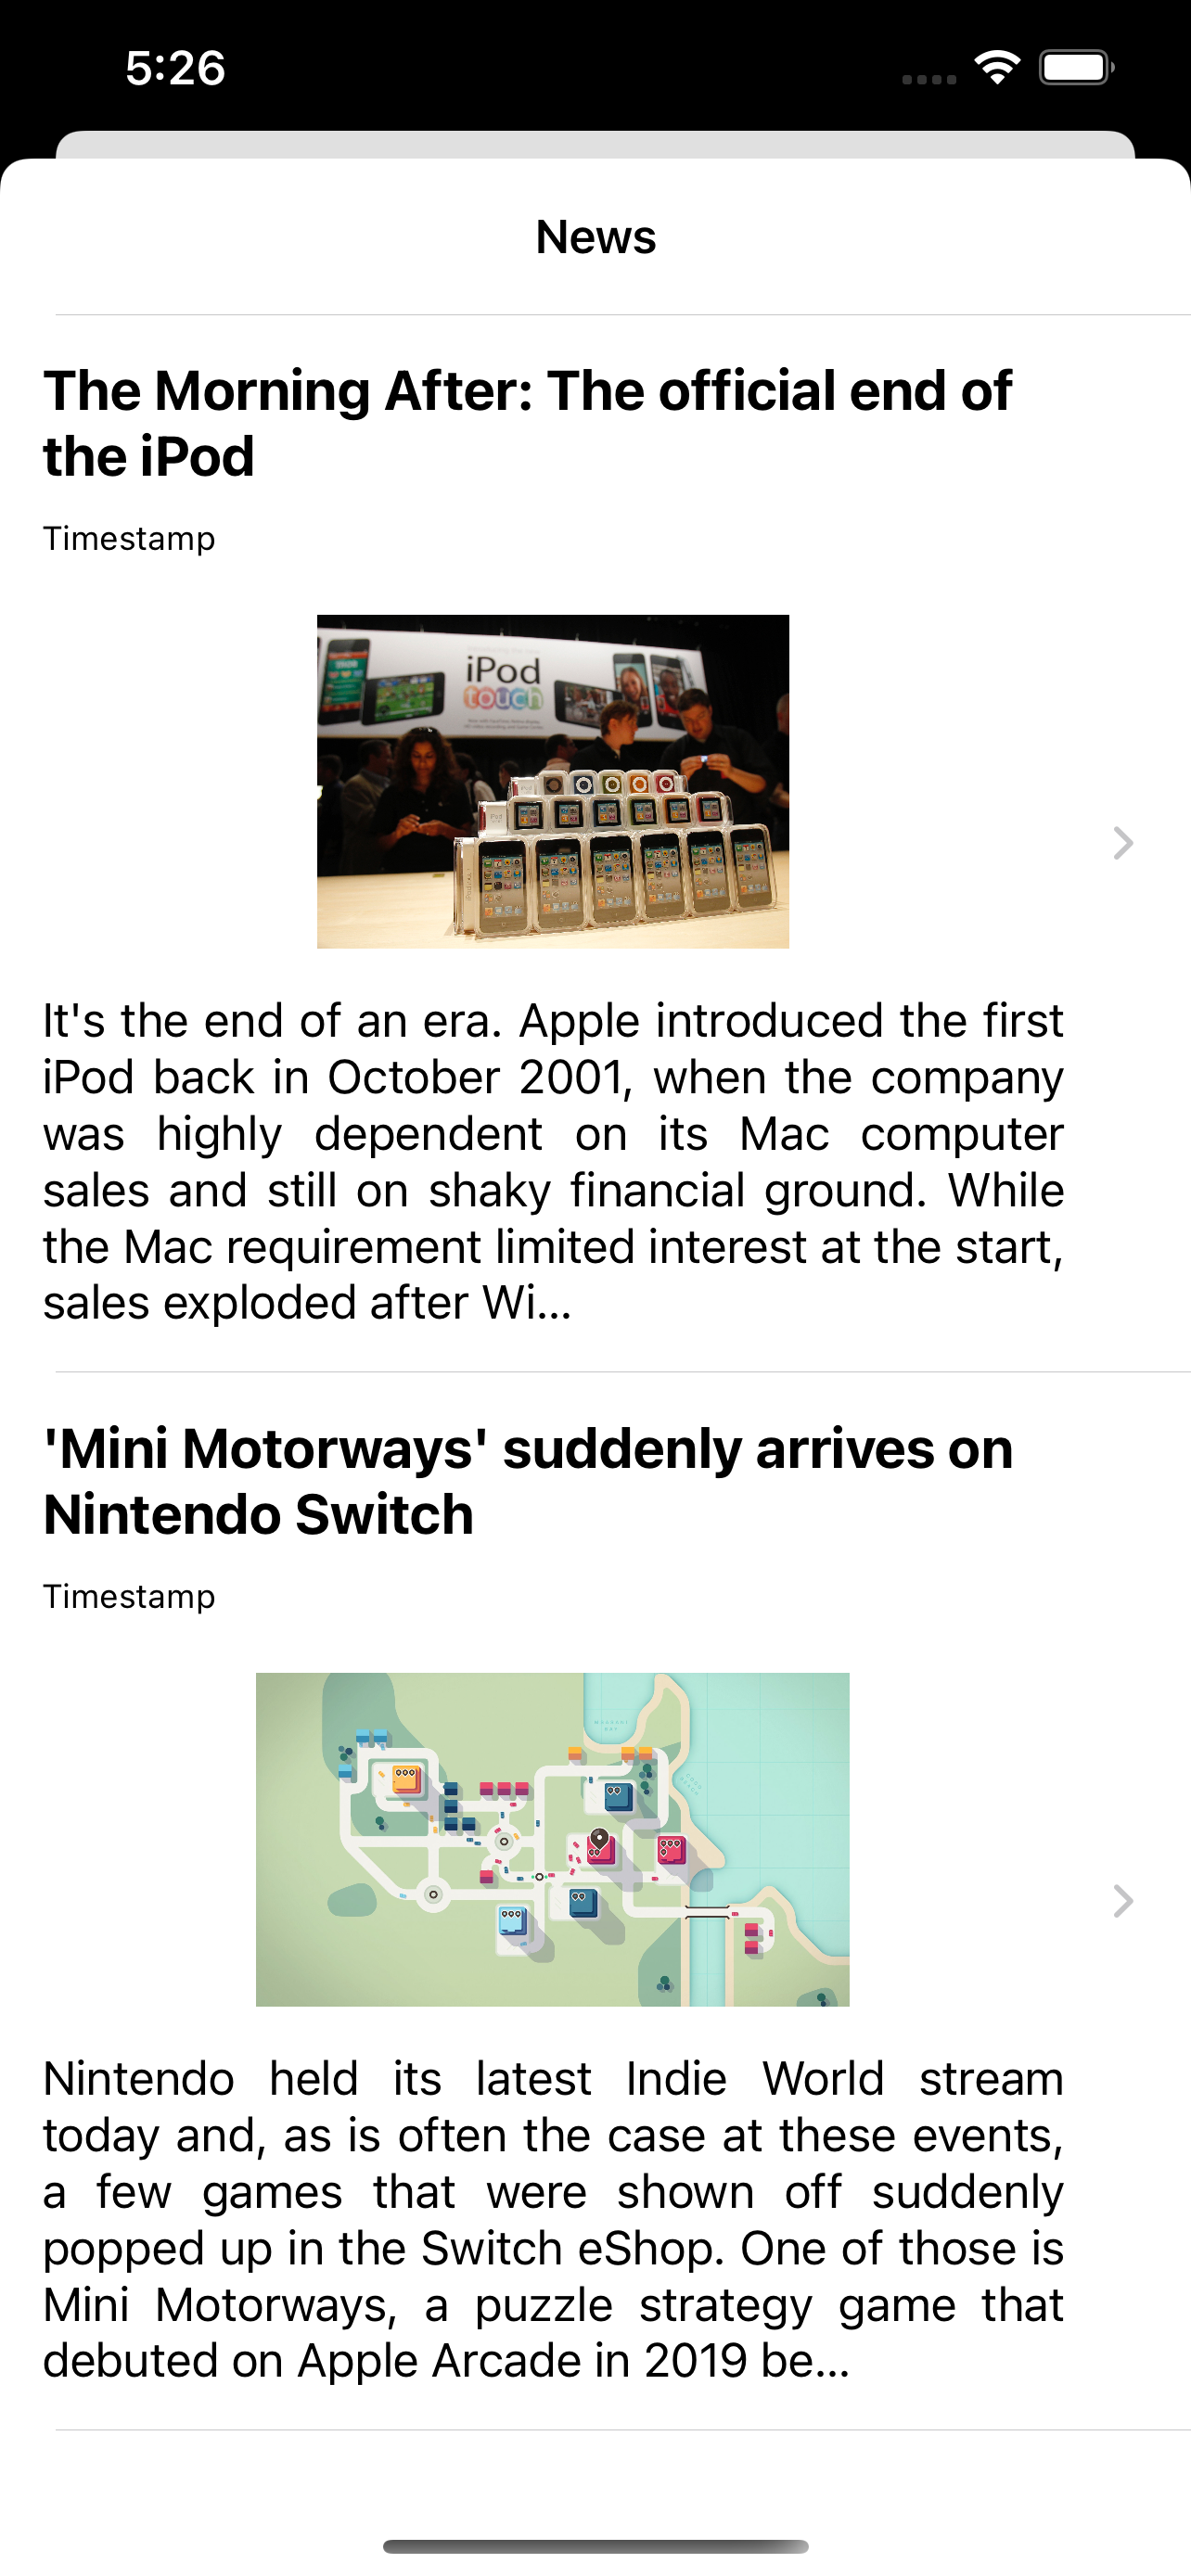 5:26
News
The Morning After: The official end of
the iPod
Timestamp
iPod
touch
It's the end of an era. Apple introduced the first
iPod back in October 2001, when the company
was highly dependent on its Mac computer
sales and still on shaky financial ground. While
the Mac requirement limited interest at the start,
sales exploded after Wi...
'Mini Motorways' suddenly arrives on
Nintendo Switch
Timestamp
Nintendo held its latest Indie World stream
today and, as is often the case at these events,
a few games that were shown off suddenly
popped up in the Switch eShop. One of those is
Mini Motorways, a puzzle strategy game that
debuted on Apple Arcade in 2019 be...